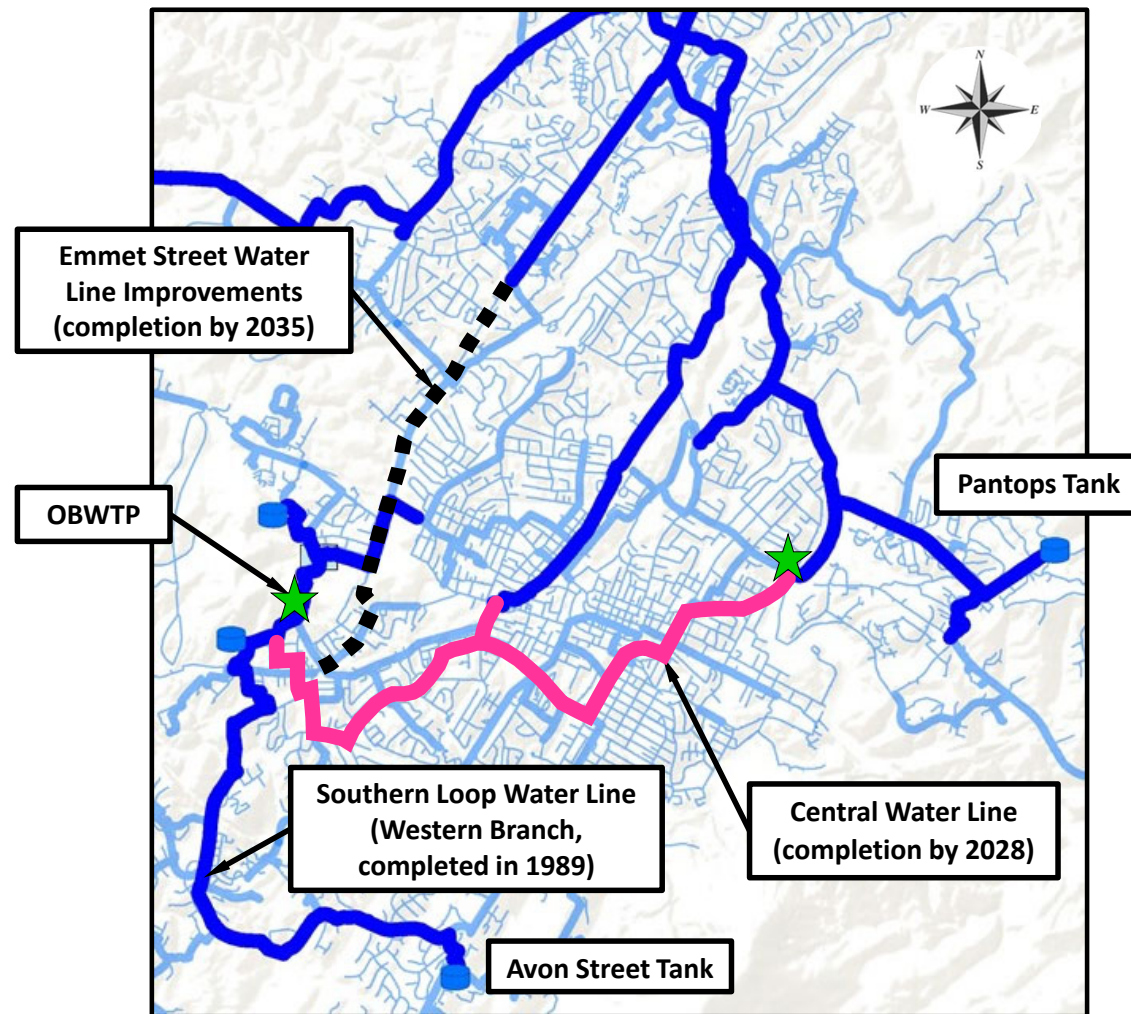 N
W
E
S
Emmet Street Water
Line Improvements
(completion by 2035)
OBWTP
Pantops Tank
Southern Loop Water Line
(Western Branch,
completed in 1989)
Central Water Line
(completion by 2028)
Avon Street Tank